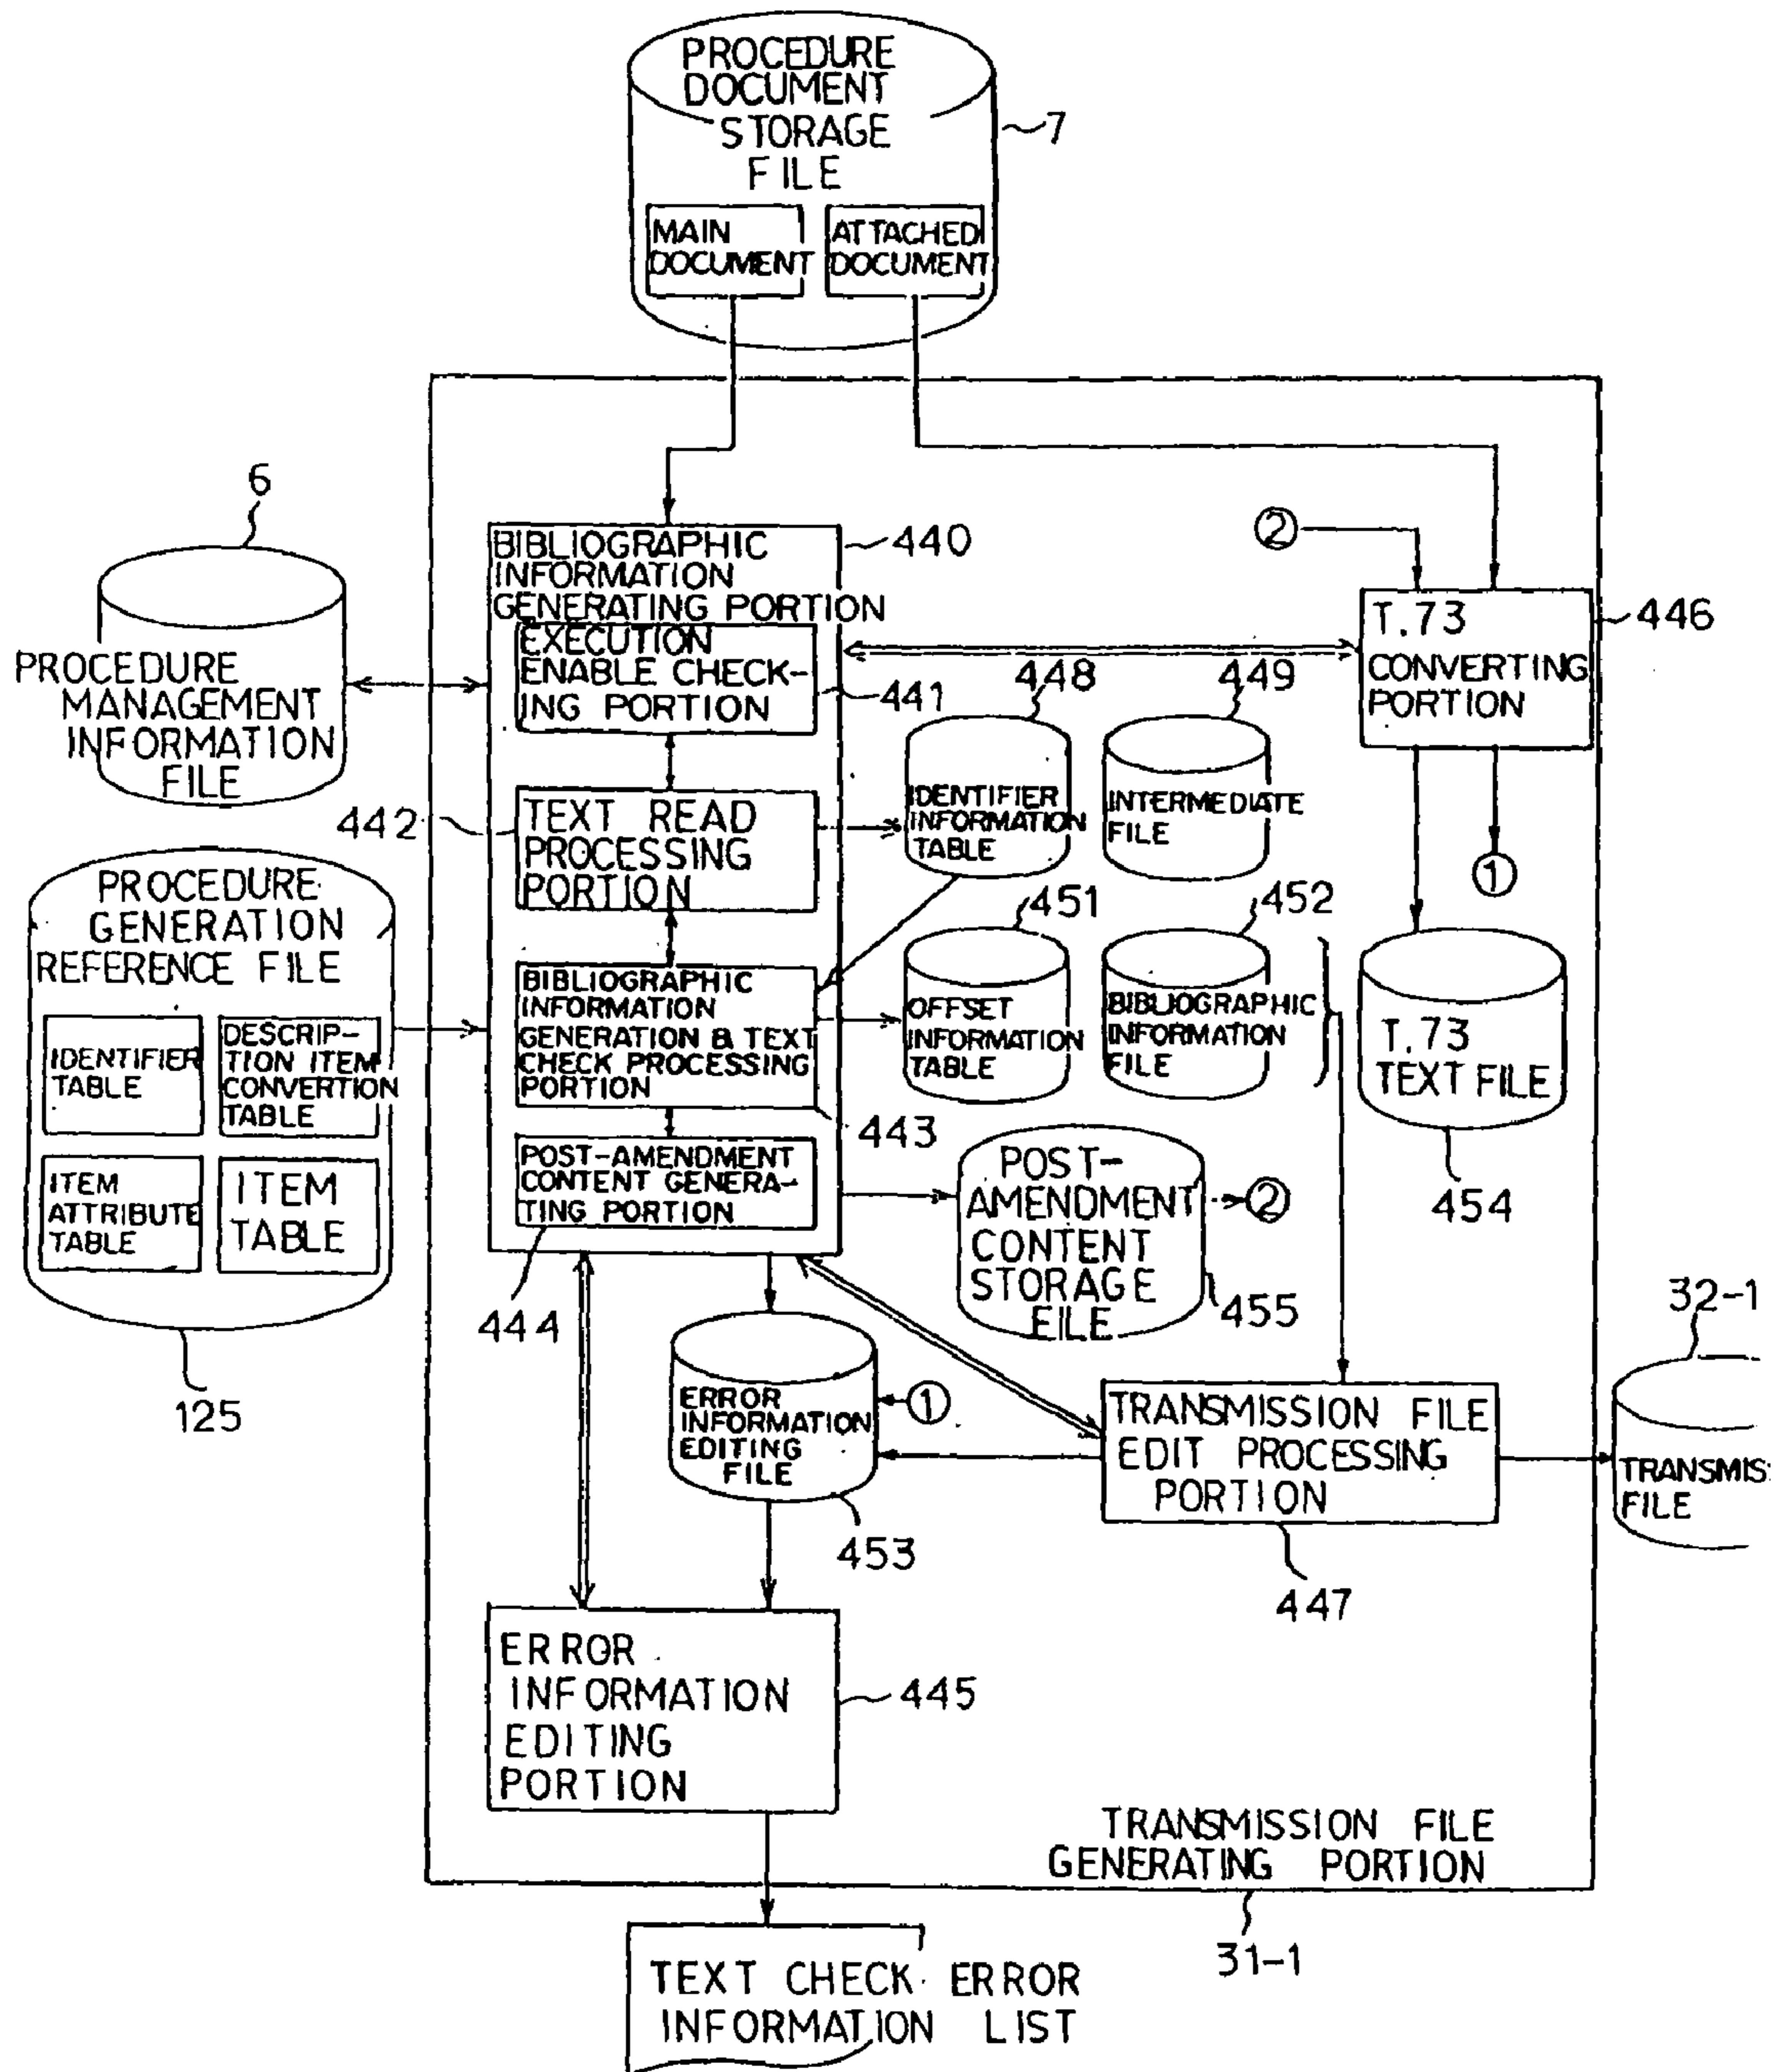 PROCEDURE
DOCUMENT
STORAGE
FILE
7
MAIN
DOCUMENT
ATTACHED
DOCUMENT
6
PROCEDURE
MANAGEMENT
INFORMATION
FILE
BIBLIOGRAPHIC
INFORMATION
GENERATING PORTION
440
EXECUTION
ENABLE CHECK-
ING PORTION
441
2
T.73
CONVERTING
PORTION
446
448
449
442
TEXT READ
PROCESSING
PORTION
IDENTIFIER
INFORMATION
TABLE
INTERMEDIATE
FILE
1
PROCEDURE
GENERATION
REFERENCE FILE
IDENTIFIER
TABLE
DESCRIP-
TION ITEM
CONVERTION
TABLE
ITEM
ATTRIBUTE
TABLE
ITEM
TABLE
125
451
452
BIBLIOGRAPHIC
INFORMATION
GENERATION & TEXT
CHECK PROCESSING
PORTION
443
OFFSET
INFORMATION
TABLE
BIBLIOGRAPHIC
INFORMATION
FILE
T.73
TEXT FILE
454
POST-AMENDMENT
CONTENT GENERA-
TING PORTION
444
POST-
AMENDMENT
CONTENT
STORAGE
FILE
455
2
32-1
ERROR
INFORMATION
EDITING
FILE
1
453
TRANSMISSION FILE
EDIT PROCESSING
PORTION
447
TRANSMIS
FILE
ERROR
INFORMATION
EDITING
PORTION
445
TRANSMISSION FILE
GENERATING PORTION
31-1
TEXT CHECK ERROR
INFORMATION LIST